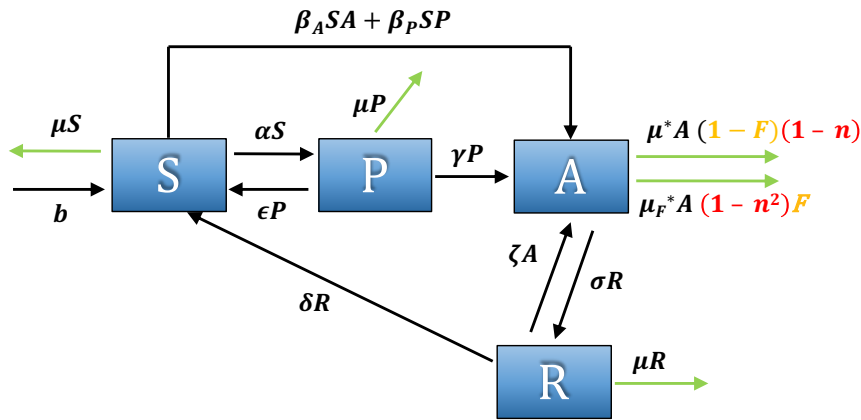 β_A SA + β_P SP
μS
αS
μP
γP
μ*A (1 − F)(1 − n)
S
P
A
b
ϵP
μ_F*A (1 − n²)F
δR
ζA
σR
R
μR